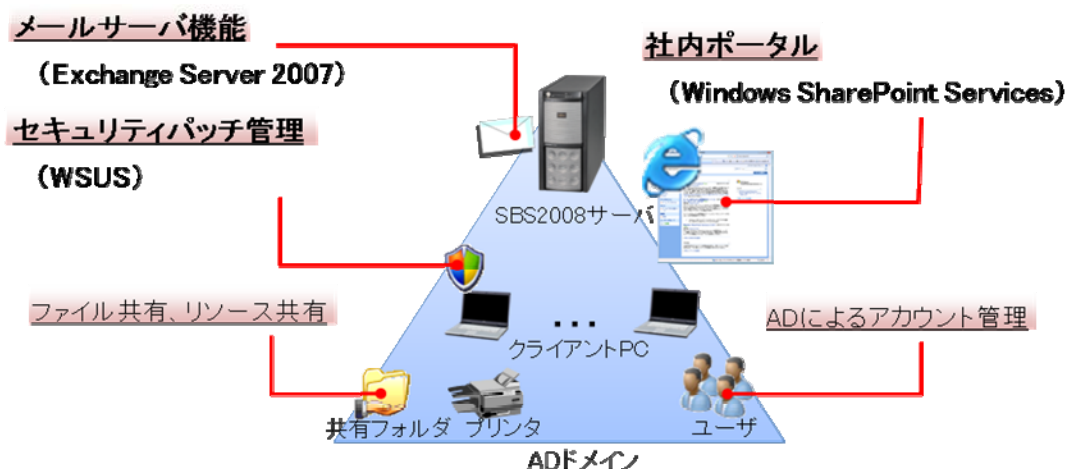 メールサーバ機能
（Exchange Server 2007）
社内ポータル
（Windows SharePoint Services）
セキュリティパッチ管理
（WSUS）
SBS2008サーバ
ファイル共有、リソース共有
ADによるアカウント管理
...
クライアントPC
共有フォルダ
プリンタ
ユーザ
ADドメイン